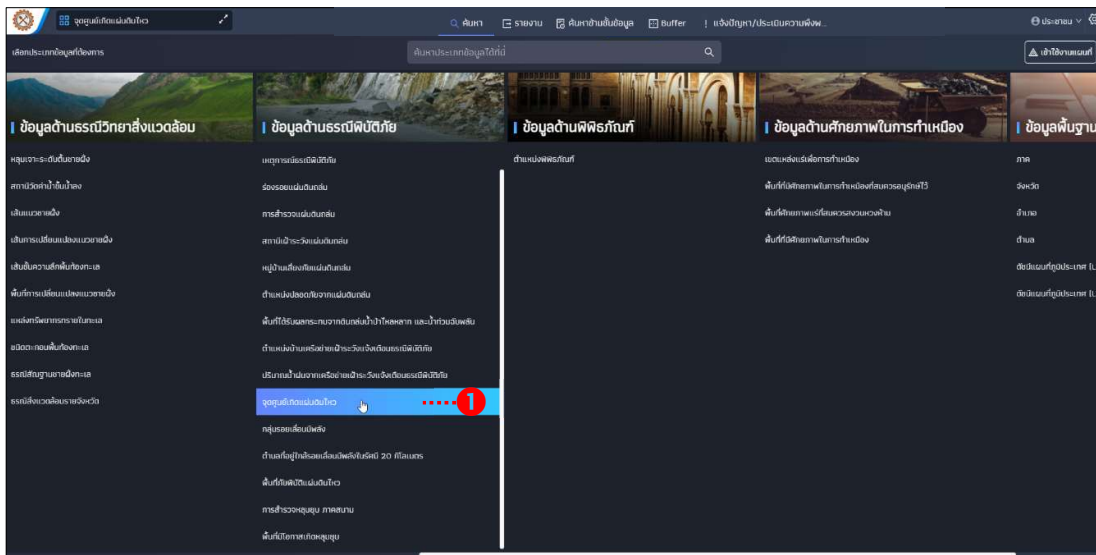 จุดศูนย์เกิดแผ่นดินไหว
ค้นหา รายงาน ค้นหาข้ามชั้นข้อมูล Buffer ! แจ้งปัญหา/ประเมินความพึงพ...
ประชาชน
เลือกประเภทข้อมูลที่ต้องการ
ค้นหาประเภทข้อมูลได้ที่นี่
เข้าใช้งานแผนที่
ข้อมูลด้านธรณีวิทยาสิ่งแวดล้อม
หลุมเจาะระดับตื้นชายฝั่ง
สถานีวัดค่าน้ำขึ้นน้ำลง
เส้นแนวชายฝั่ง
เส้นการเปลี่ยนแปลงแนวชายฝั่ง
เส้นชั้นความลึกพื้นท้องทะเล
พื้นที่การเปลี่ยนแปลงแนวชายฝั่ง
แหล่งทรัพยากรทรายในทะเล
ชนิดตะกอนพื้นท้องทะเล
ธรณีสัณฐานชายฝั่งทะเล
ธรณีสิ่งแวดล้อมรายจังหวัด
ข้อมูลด้านธรณีพิบัติภัย
เหตุการณ์ธรณีพิบัติภัย
ร่องรอยแผ่นดินถล่ม
การสำรวจแผ่นดินถล่ม
สถานีเฝ้าระวังแผ่นดินถล่ม
หมู่บ้านเสี่ยงภัยแผ่นดินถล่ม
ตำแหน่งปลอดภัยจากแผ่นดินถล่ม
พื้นที่ได้รับผลกระทบจากดินถล่มน้ำป่าไหลหลาก และน้ำท่วมฉับพลัน
ตำแหน่งบ้านเครือข่ายเฝ้าระวังแจ้งเตือนธรณีพิบัติภัย
ปริมาณน้ำฝนจากเครือข่ายเฝ้าระวังแจ้งเตือนธรณีพิบัติภัย
จุดศูนย์เกิดแผ่นดินไหว
1
กลุ่มรอยเลื่อนมีพลัง
ตำบลที่อยู่ใกล้รอยเลื่อนมีพลังในรัศมี 20 กิโลเมตร
พื้นที่ภัยพิบัติแผ่นดินไหว
การสำรวจหลุมยุบ ภาคสนาม
พื้นที่มีโอกาสเกิดหลุมยุบ
ข้อมูลด้านพิพิธภัณฑ์
ตำแหน่งพิพิธภัณฑ์
ข้อมูลด้านศักยภาพในการทำเหมือง
เขตแหล่งแร่เพื่อการทำเหมือง
พื้นที่ที่มีศักยภาพในการทำเหมืองที่สมควรอนุรักษ์ไว้
พื้นที่ศักยภาพแร่ที่สมควรสงวนหวงห้าม
พื้นที่ที่มีศักยภาพในการทำเหมือง
ข้อมูลพื้นฐาน
ภาค
จังหวัด
อำเภอ
ตำบล
ดัชนีแผนที่ภูมิประเทศ (L
ดัชนีแผนที่ภูมิประเทศ (L